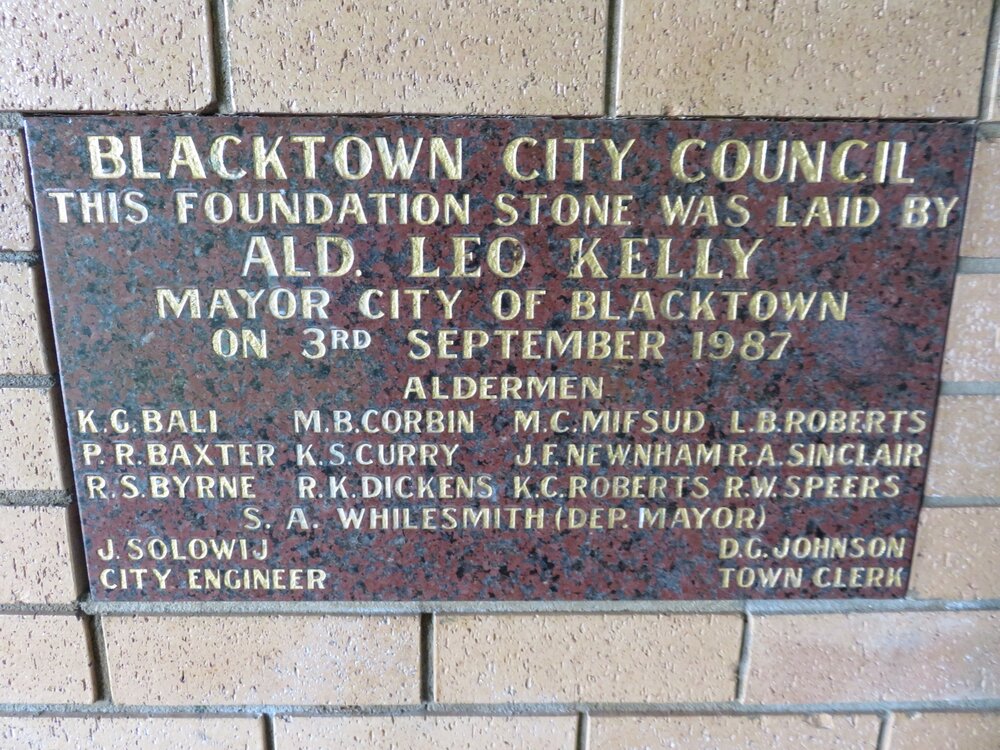 BLACKTOWN CITY COUNCIL
THIS FOUNDATION STONE WAS LAID BY
ALD. LEO KELLY
MAYOR CITY OF BLACKTOWN
ON 3RD SEPTEMBER 1987
ALDERMEN
K.G.BALI M.B.CORBIN M.C.MIFSUD L.B.ROBERTS
P.R.BAXTER K.S.CURRY J.F.NEWNHAM R.A.SINCLAIR
R.S.BYRNE R.K.DICKENS K.C.ROBERTS R.W.SPEERS
S. A. WHILESMITH (DEP. MAYOR)
J. SOLOWIJ D.G.JOHNSON
CITY ENGINEER TOWN CLERK